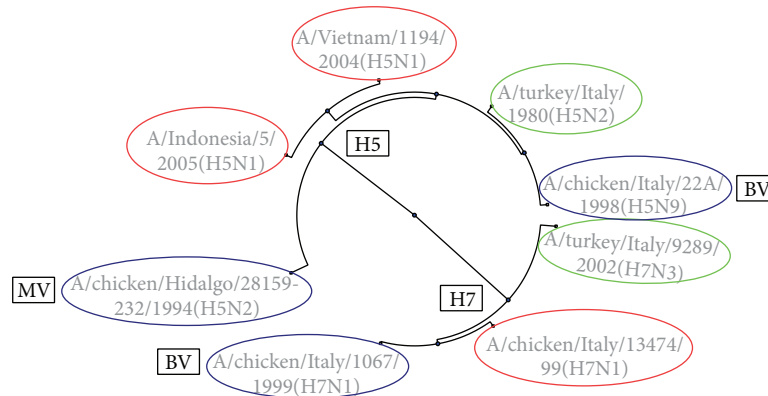 A/Vietnam/1194/
2004(H5N1)
A/turkey/Italy/
1980(H5N2)
A/Indonesia/5/
2005(H5N1)
H5
A/chicken/Italy/22A/
1998(H5N9)
BV
A/turkey/Italy/9289/
2002(H7N3)
MV
A/chicken/Hidalgo/28159-
232/1994(H5N2)
H7
A/chicken/Italy/13474/
99(H7N1)
BV
A/chicken/Italy/1067/
1999(H7N1)